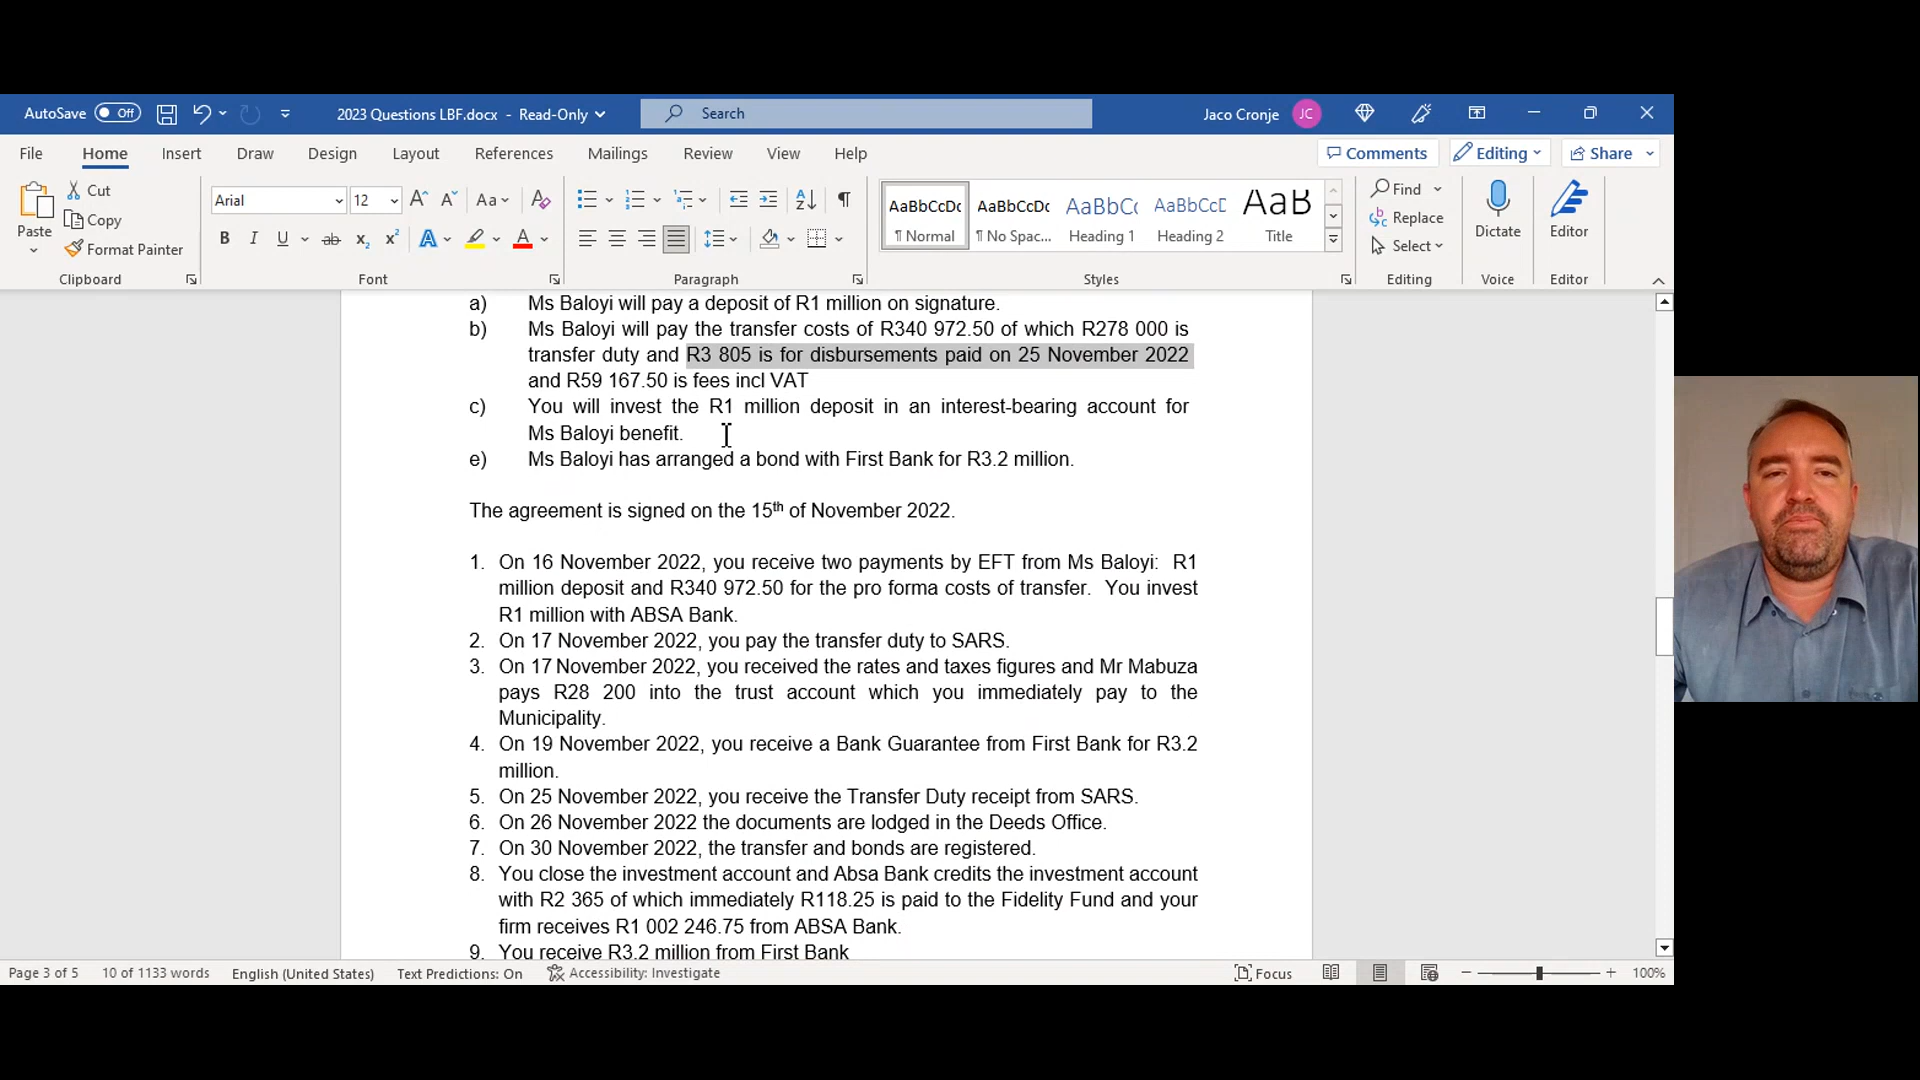 AutoSave Off 2023 Questions LBF.docx - Read-Only Search Jaco Cronje JC
File Home Insert Draw Design Layout References Mailings Review View Help Comments Editing Share
Cut
Copy
Format Painter
Paste
Clipboard
Arial 12
Font
Paragraph
AaBbCcDc AaBbCcDc AaBbCc AaBbCcD AaB
¶ Normal ¶ No Spac... Heading 1 Heading 2 Title
Styles
Find
Replace
Select
Editing
Dictate
Voice
Editor
Editor
a) Ms Baloyi will pay a deposit of R1 million on signature.
b) Ms Baloyi will pay the transfer costs of R340 972.50 of which R278 000 is
transfer duty and R3 805 is for disbursements paid on 25 November 2022
and R59 167.50 is fees incl VAT
c) You will invest the R1 million deposit in an interest-bearing account for
Ms Baloyi benefit.
e) Ms Baloyi has arranged a bond with First Bank for R3.2 million.
The agreement is signed on the 15th of November 2022.
1. On 16 November 2022, you receive two payments by EFT from Ms Baloyi: R1
million deposit and R340 972.50 for the pro forma costs of transfer. You invest
R1 million with ABSA Bank.
2. On 17 November 2022, you pay the transfer duty to SARS.
3. On 17 November 2022, you received the rates and taxes figures and Mr Mabuza
pays R28 200 into the trust account which you immediately pay to the
Municipality.
4. On 19 November 2022, you receive a Bank Guarantee from First Bank for R3.2
million.
5. On 25 November 2022, you receive the Transfer Duty receipt from SARS.
6. On 26 November 2022 the documents are lodged in the Deeds Office.
7. On 30 November 2022, the transfer and bonds are registered.
8. You close the investment account and Absa Bank credits the investment account
with R2 365 of which immediately R118.25 is paid to the Fidelity Fund and your
firm receives R1 002 246.75 from ABSA Bank.
9. You receive R3.2 million from First Bank
Page 3 of 5 10 of 1133 words English (United States) Text Predictions: On Accessibility: Investigate Focus 100%